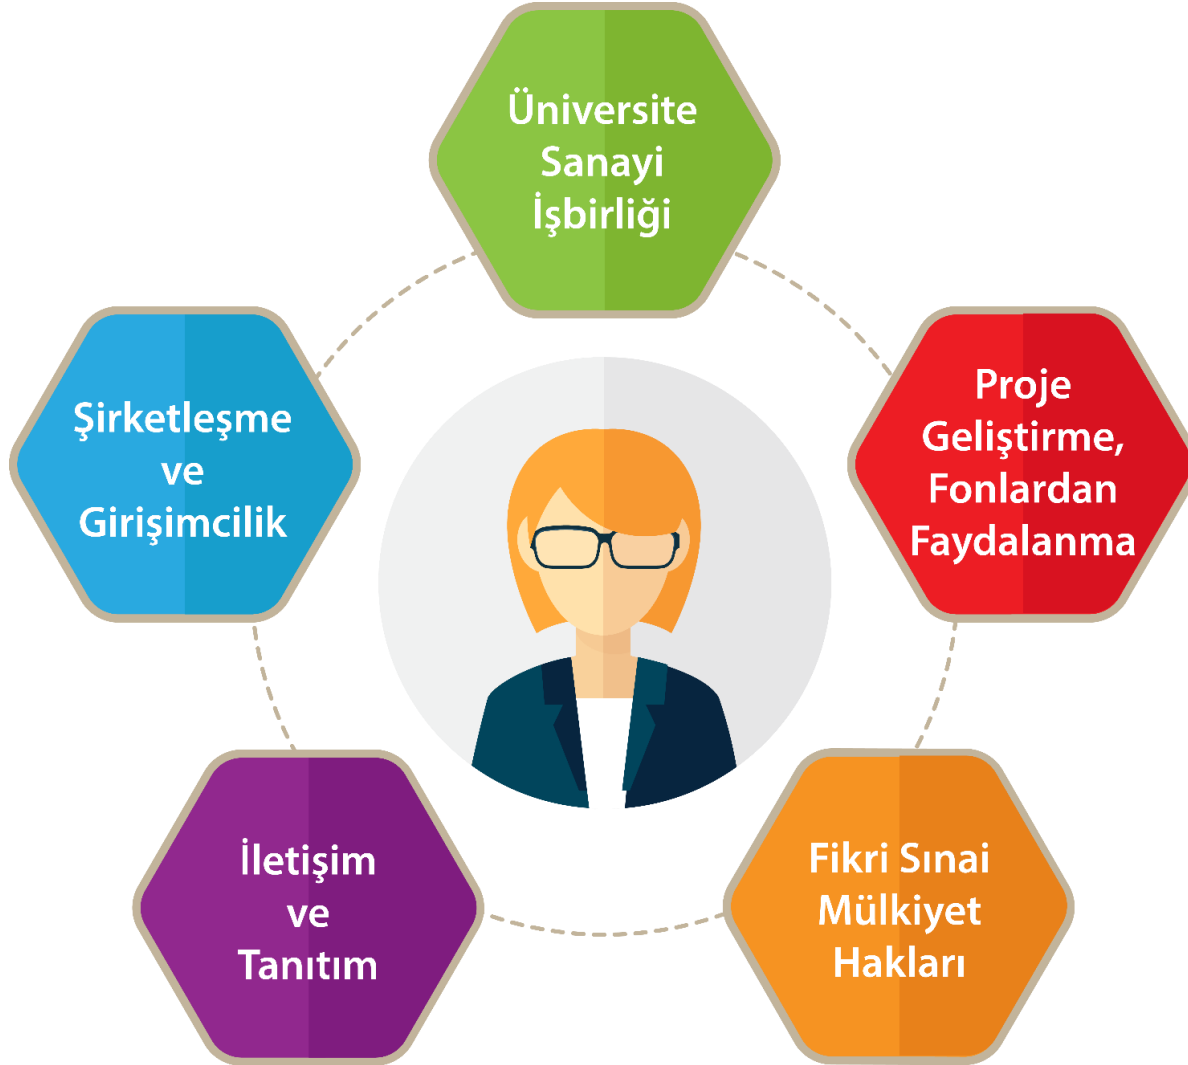 Üniversite
Sanayi
İşbirliği
Şirketleşme
ve
Girişimcilik
Proje
Geliştirme,
Fonlardan
Faydalanma
İletişim
ve
Tanıtım
Fikri Sınai
Mülkiyet
Hakları